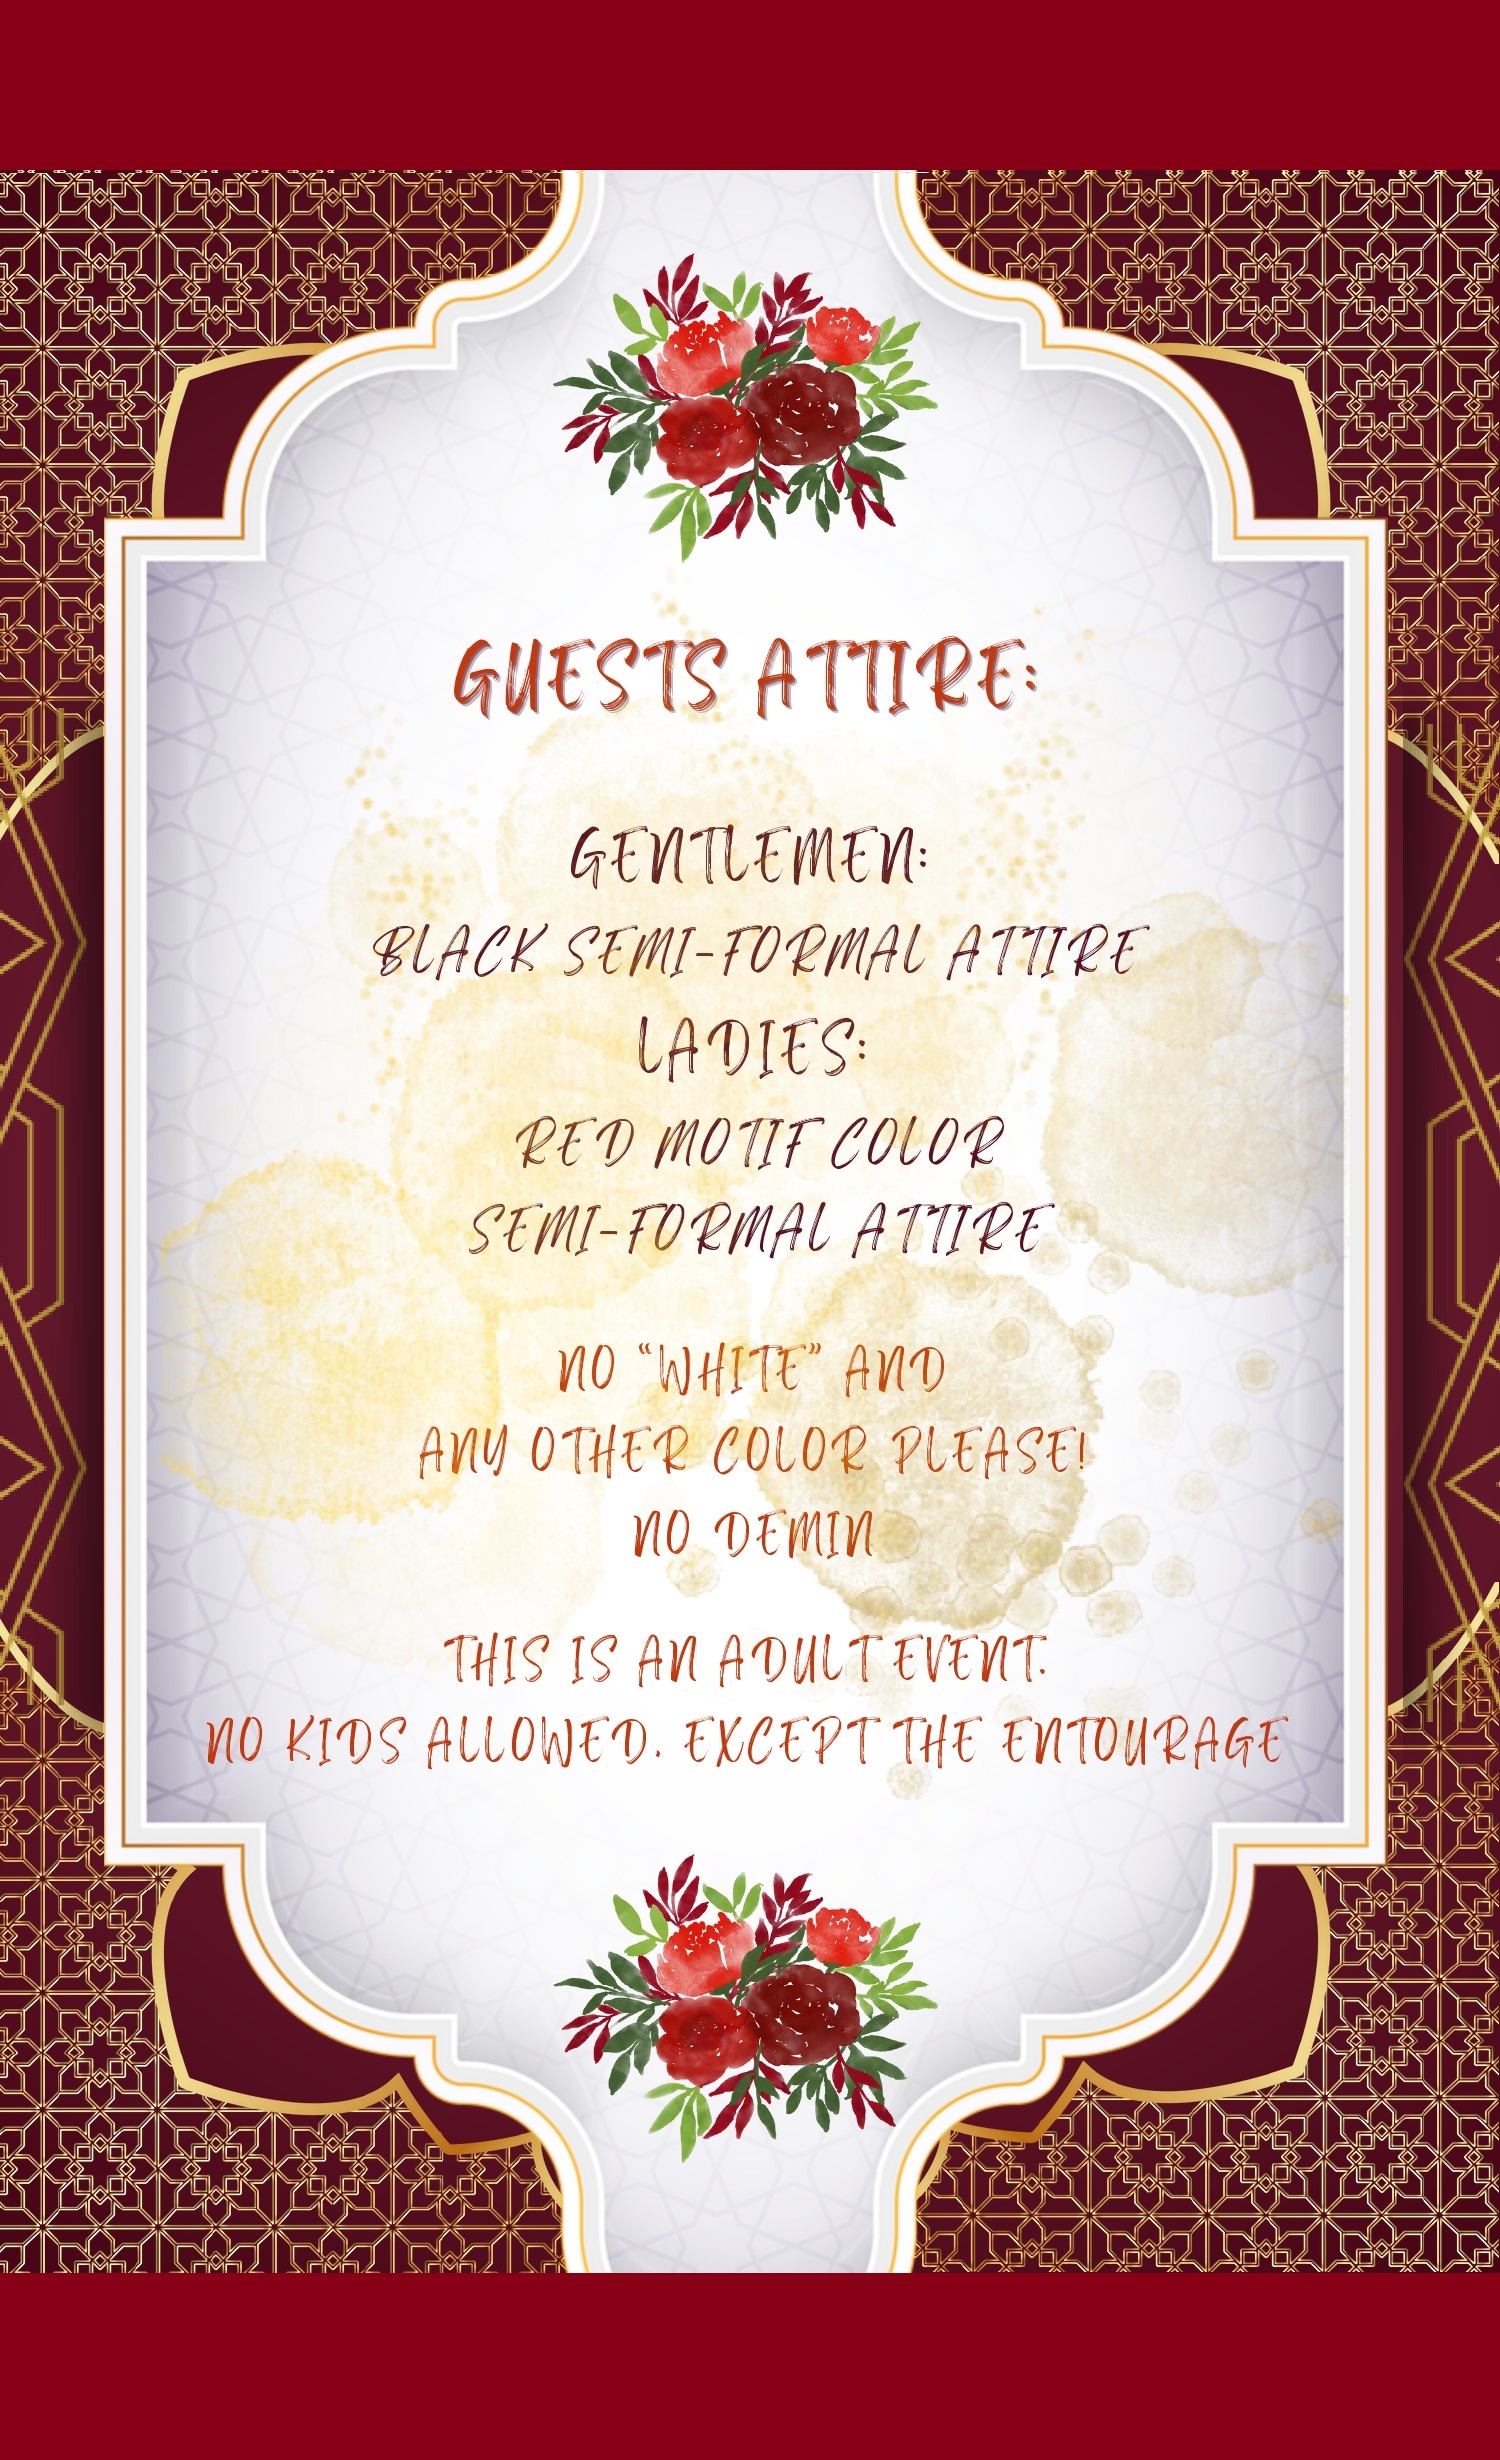 GUESTS ATTIRE:
GENTLEMEN:
BLACK SEMI-FORMAL ATTIRE
LADIES:
RED MOTIF COLOR
SEMI-FORMAL ATTIRE
NO “WHITE” AND
ANY OTHER COLOR PLEASE!
NO DEMIN
THIS IS AN ADULT EVENT.
NO KIDS ALLOWED. EXCEPT THE ENTOURAGE